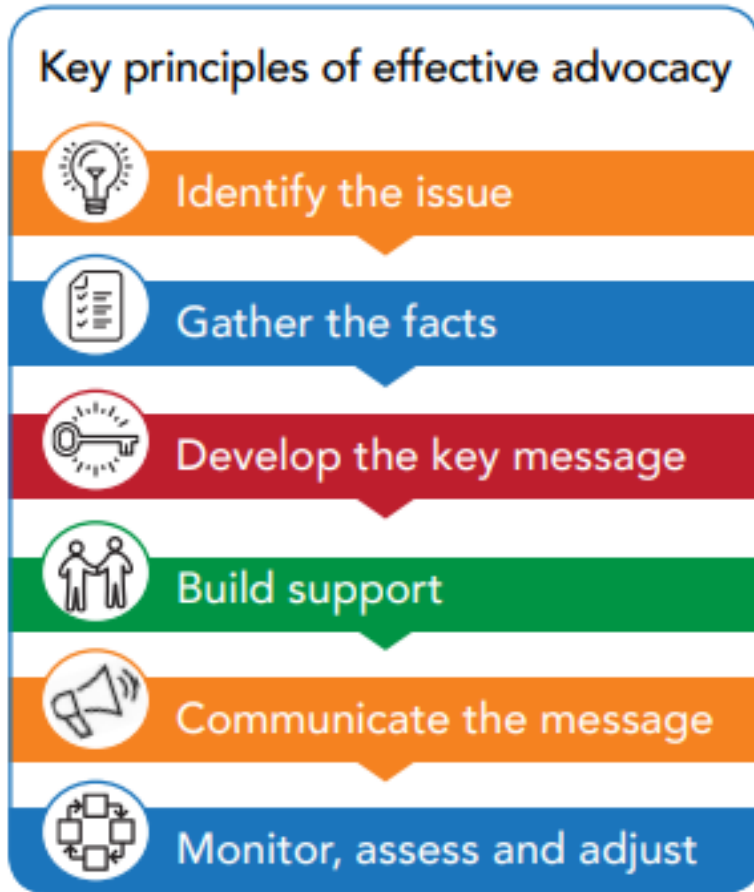 Key principles of effective advocacy
Identify the issue
Gather the facts
Develop the key message
Build support
Communicate the message
Monitor, assess and adjust